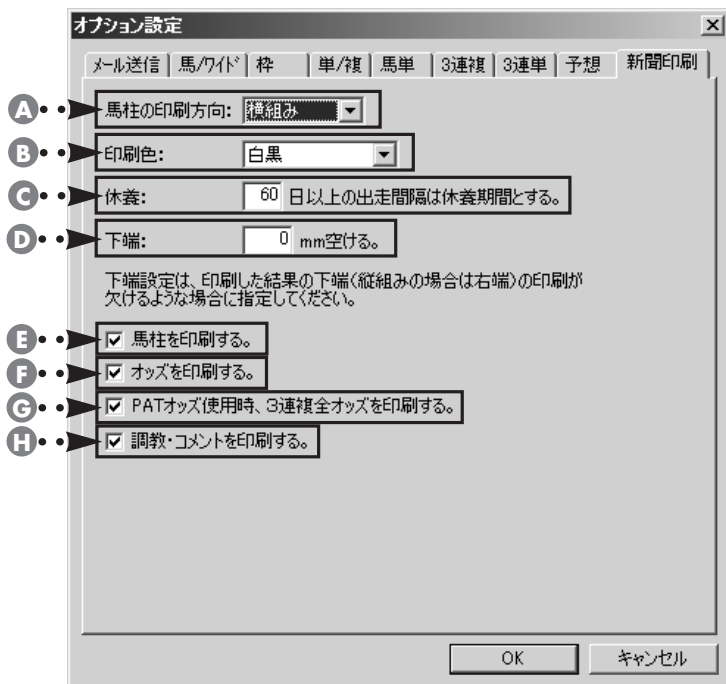 オプション設定
メール送信 馬/ワイド 枠 単/複 馬単 3連複 3連単 予想 新聞印刷
A 馬柱の印刷方向: 横組み
B 印刷色: 白黒
C 休養: 60 日以上の出走間隔は休養期間とする。
D 下端: 0 mm空ける。
下端設定は、印刷した結果の下端(縦組みの場合は右端)の印刷が
欠けるような場合に指定してください。
E 馬柱を印刷する。
F オッズを印刷する。
G PATオッズ使用時、3連複全オッズを印刷する。
H 調教・コメントを印刷する。
OK キャンセル